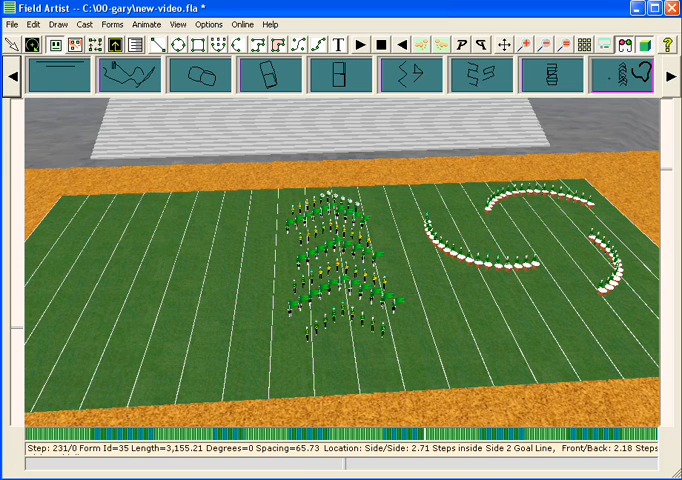 Field Artist -- C:\00-gary\new-video.fla *
File Draw Cast Forms Animate View Options Online Help
T P P ?
Step: 231/0 Form Id=35 Length=3,155.21 Degrees=0 Spacing=65.73 Location: Side/Side: 2.71 Steps inside Side 2 Goal Line, Front/Back: 2.18 Steps